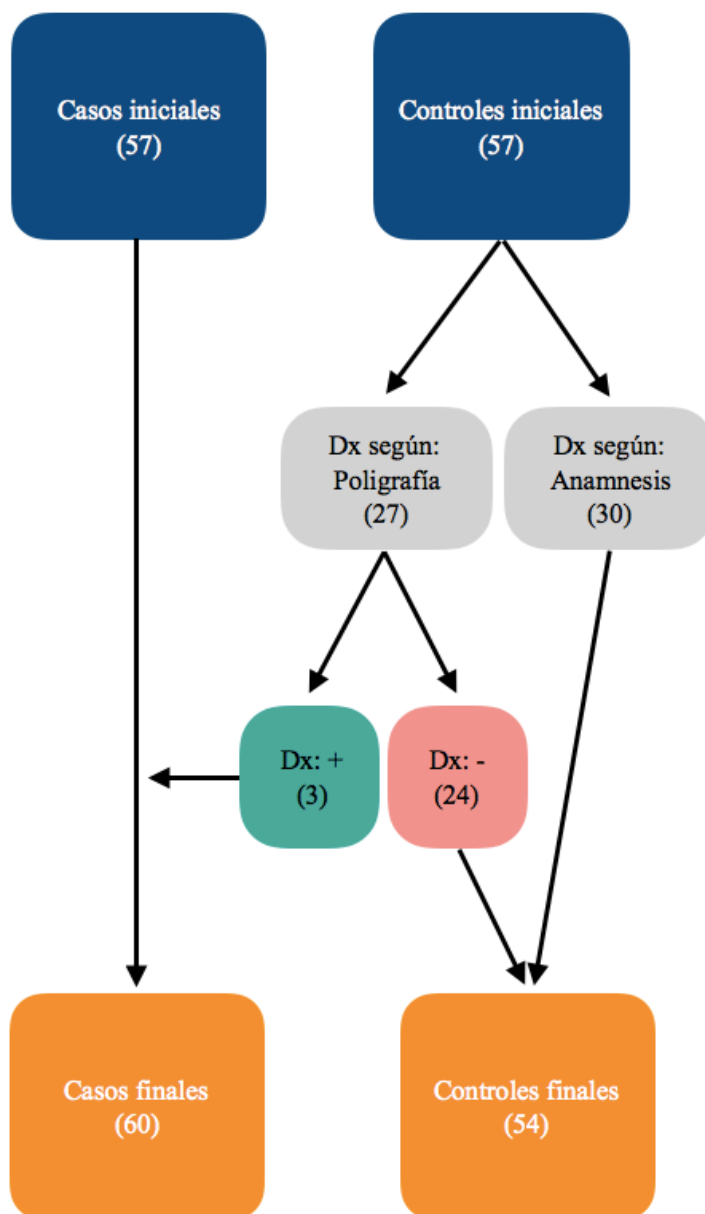 Casos iniciales
(57)
Controles iniciales
(57)
Dx según:
Poligrafía
(27)
Dx según:
Anamnesis
(30)
Dx: +
(3)
Dx: -
(24)
Casos finales
(60)
Controles finales
(54)